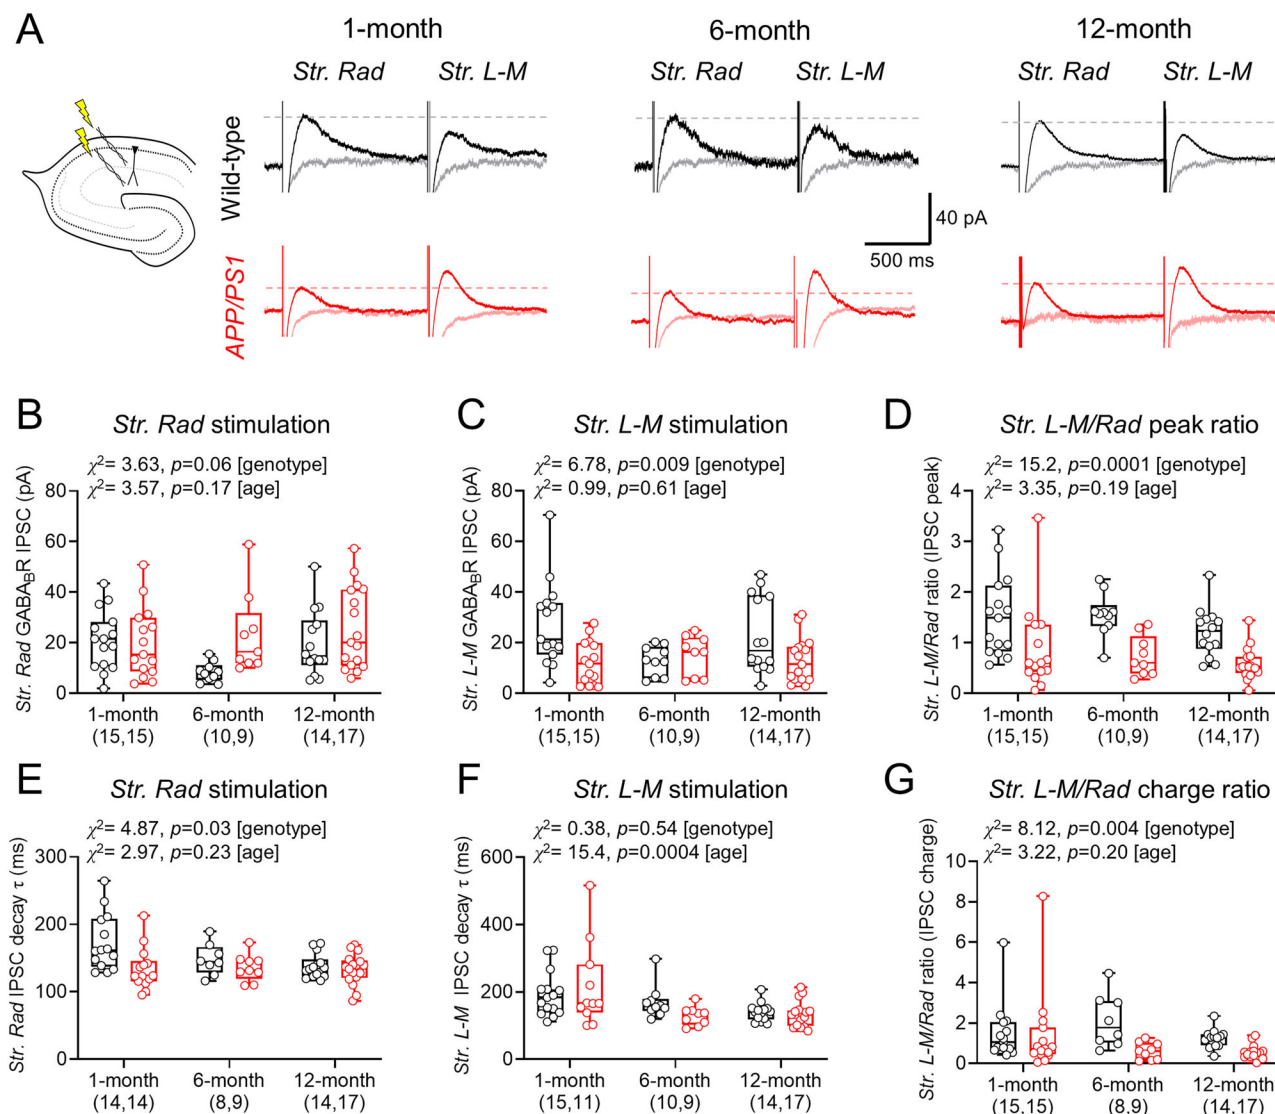 A
1-month
6-month
12-month
Str. Rad
Str. L-M
Str. Rad
Str. L-M
Str. Rad
Str. L-M
Wild-type
40 pA
500 ms
APP/PS1
B
Str. Rad stimulation
χ²= 3.63, p=0.06 [genotype]
χ²= 3.57, p=0.17 [age]
Str. Rad GABA_BR IPSC (pA)
80
60
40
20
0
1-month
6-month
12-month
(15,15)
(10,9)
(14,17)
C
Str. L-M stimulation
χ²= 6.78, p=0.009 [genotype]
χ²= 0.99, p=0.61 [age]
Str. L-M GABA_BR IPSC (pA)
80
60
40
20
0
1-month
6-month
12-month
(15,15)
(10,9)
(14,17)
D
Str. L-M/Rad peak ratio
χ²= 15.2, p=0.0001 [genotype]
χ²= 3.35, p=0.19 [age]
Str. L-M/Rad ratio (IPSC peak)
4
3
2
1
0
1-month
6-month
12-month
(15,15)
(10,9)
(14,17)
E
Str. Rad stimulation
χ²= 4.87, p=0.03 [genotype]
χ²= 2.97, p=0.23 [age]
Str. Rad IPSC decay τ (ms)
300
200
100
0
1-month
6-month
12-month
(14,14)
(8,9)
(14,17)
F
Str. L-M stimulation
χ²= 0.38, p=0.54 [genotype]
χ²= 15.4, p=0.0004 [age]
Str. L-M IPSC decay τ (ms)
600
400
200
0
1-month
6-month
12-month
(15,11)
(10,9)
(14,17)
G
Str. L-M/Rad charge ratio
χ²= 8.12, p=0.004 [genotype]
χ²= 3.22, p=0.20 [age]
Str. L-M/Rad ratio (IPSC charge)
10
8
6
4
2
0
1-month
6-month
12-month
(15,15)
(8,9)
(14,17)